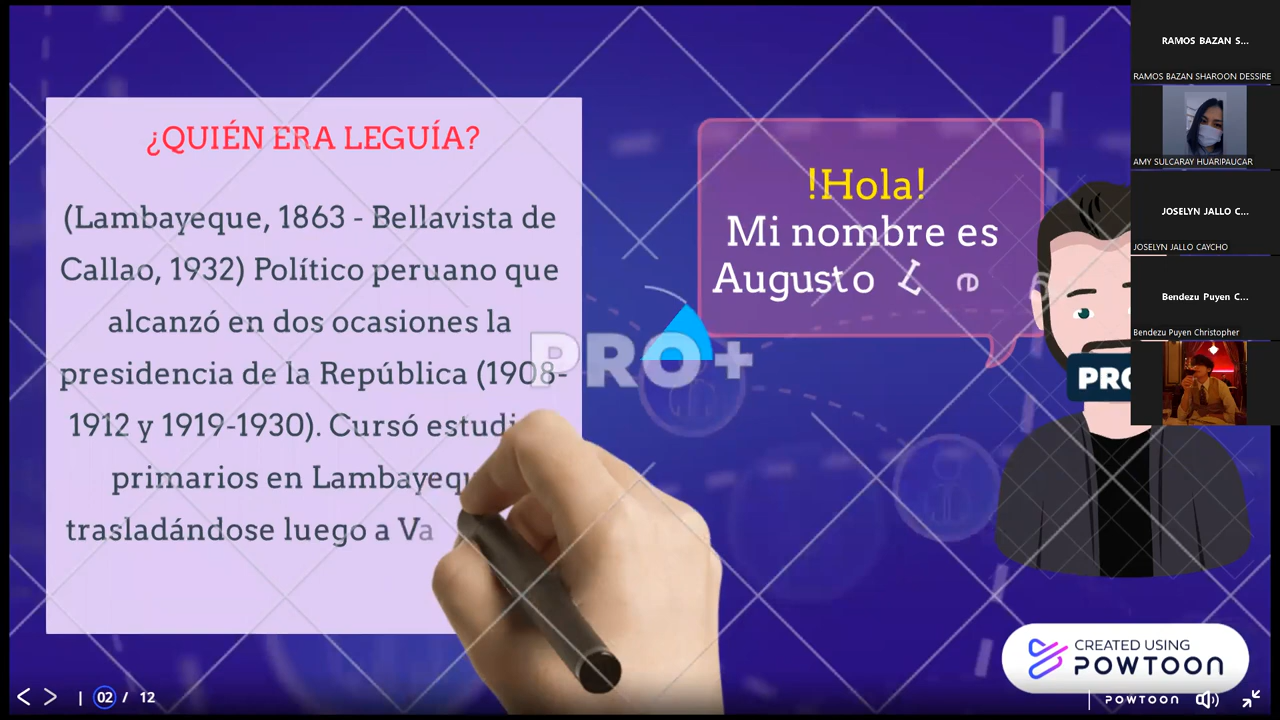 ¿QUIÉN ERA LEGUÍA?
(Lambayeque, 1863 - Bellavista de
Callao, 1932) Político peruano que
alcanzó en dos ocasiones la
presidencia de la República (1908-
1912 y 1919-1930). Cursó estudi
primarios en Lambayequ
trasladándose luego a Va
!Hola!
Mi nombre es
Augusto Le
PRO+
PRO
RAMOS BAZAN S...
RAMOS BAZAN SHAROON DESSIRE
AMY SULCARAY HUARIPAUCAR
JOSELYN JALLO C...
JOSELYN JALLO CAYCHO
Bendezu Puyen C...
Bendezu Puyen Christopher
CREATED USING
POWTOON
| 02 / 12
POWTOON